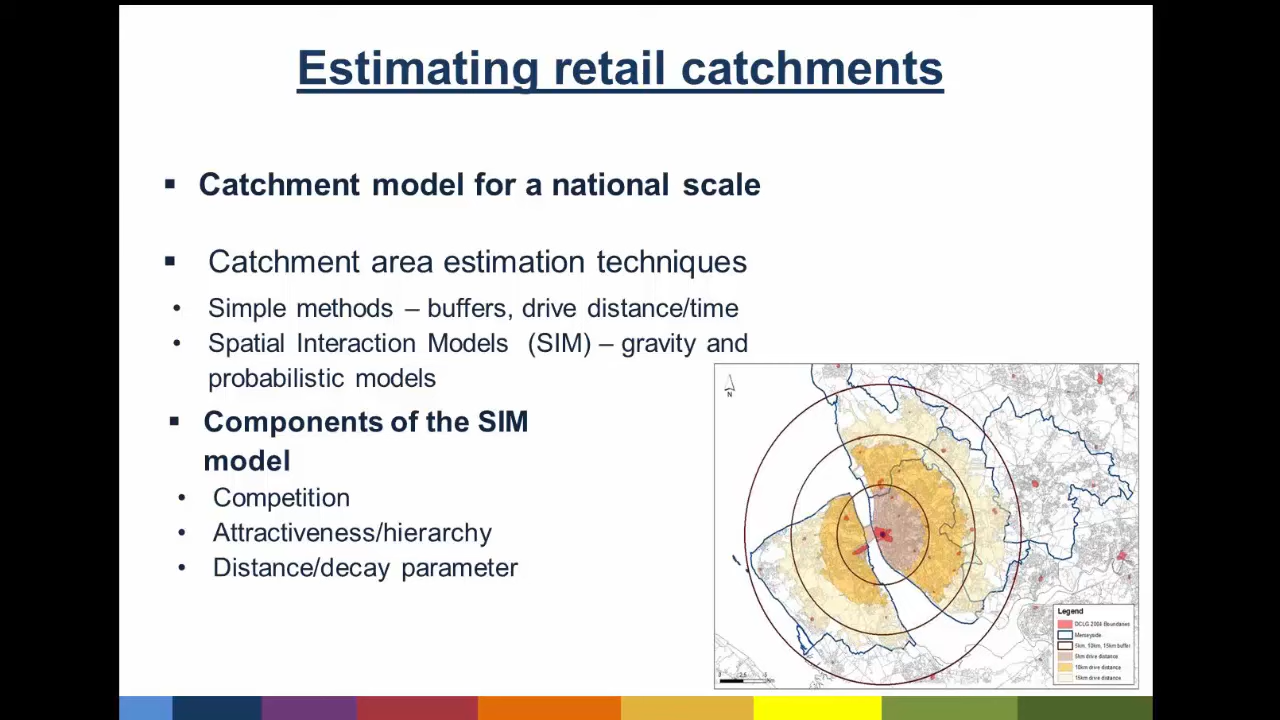 Estimating retail catchments
▪ Catchment model for a national scale
▪ Catchment area estimation techniques
• Simple methods – buffers, drive distance/time
• Spatial Interaction Models (SIM) – gravity and
probabilistic models
▪ Components of the SIM
model
• Competition
• Attractiveness/hierarchy
• Distance/decay parameter
N
Legend
DCLG 2004 Boundaries
Merseyside
5km, 10km, 15km buffer
5km drive distance
10km drive distance
15km drive distance